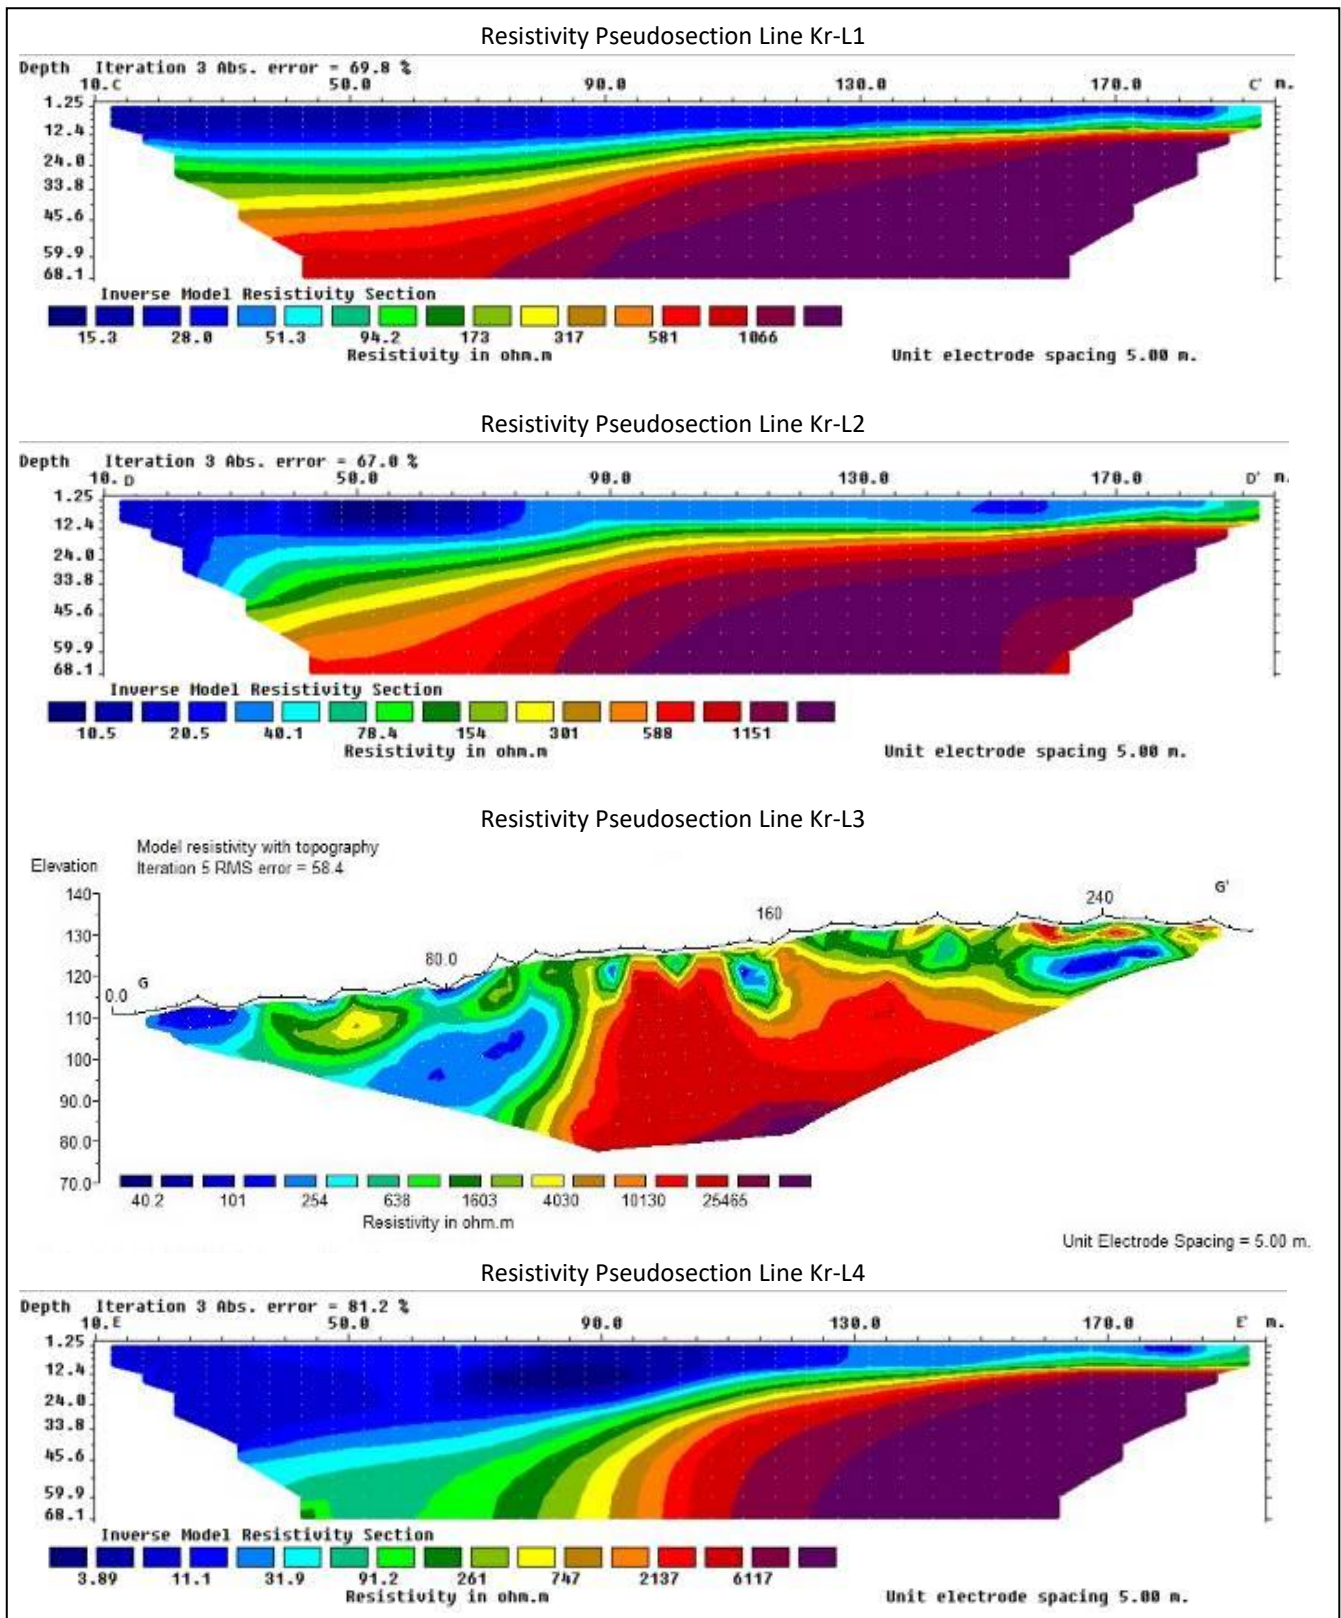 Resistivity Pseudosection Line Kr-L1
Depth Iteration 3 Abs. error = 69.8 %
10. C 50.0 90.0 130.0 170.0 C' m.
1.25
12.4
24.0
33.8
45.6
59.9
68.1
Inverse Model Resistivity Section
15.3 28.0 51.3 94.2 173 317 581 1066
Resistivity in ohm.m Unit electrode spacing 5.00 m.
Resistivity Pseudosection Line Kr-L2
Depth Iteration 3 Abs. error = 67.0 %
10. D 50.0 90.0 130.0 170.0 D' m.
1.25
12.4
24.0
33.8
45.6
59.9
68.1
Inverse Model Resistivity Section
10.5 20.5 40.1 78.4 154 301 588 1151
Resistivity in ohm.m Unit electrode spacing 5.00 m.
Resistivity Pseudosection Line Kr-L3
Model resistivity with topography
Elevation Iteration 5 RMS error = 58.4
140
130
120
110
100
90.0
80.0
70.0
0.0 G 80.0 160 240 G'
40.2 101 254 638 1603 4030 10130 25465
Resistivity in ohm.m
Unit Electrode Spacing = 5.00 m.
Resistivity Pseudosection Line Kr-L4
Depth Iteration 3 Abs. error = 81.2 %
10. E 50.0 90.0 130.0 170.0 E' m.
1.25
12.4
24.0
33.8
45.6
59.9
68.1
Inverse Model Resistivity Section
3.89 11.1 31.9 91.2 261 747 2137 6117
Resistivity in ohm.m Unit electrode spacing 5.00 m.